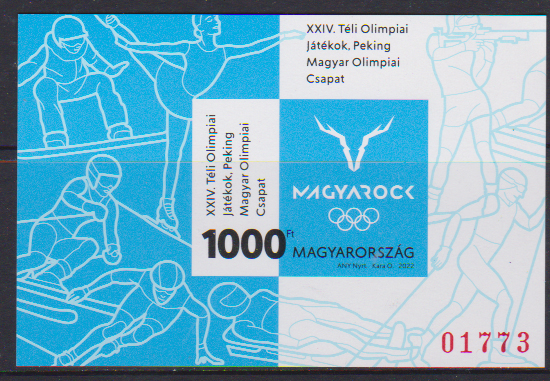 XXIV. Téli Olimpiai
Játékok, Peking
Magyar Olimpiai
Csapat
XXIV. Téli Olimpiai
Játékok, Peking
Magyar Olimpiai
Csapat
MAGYAROCK
1000 Ft
MAGYARORSZÁG
ANY Nyrt. - Kara O. - 2022
01773